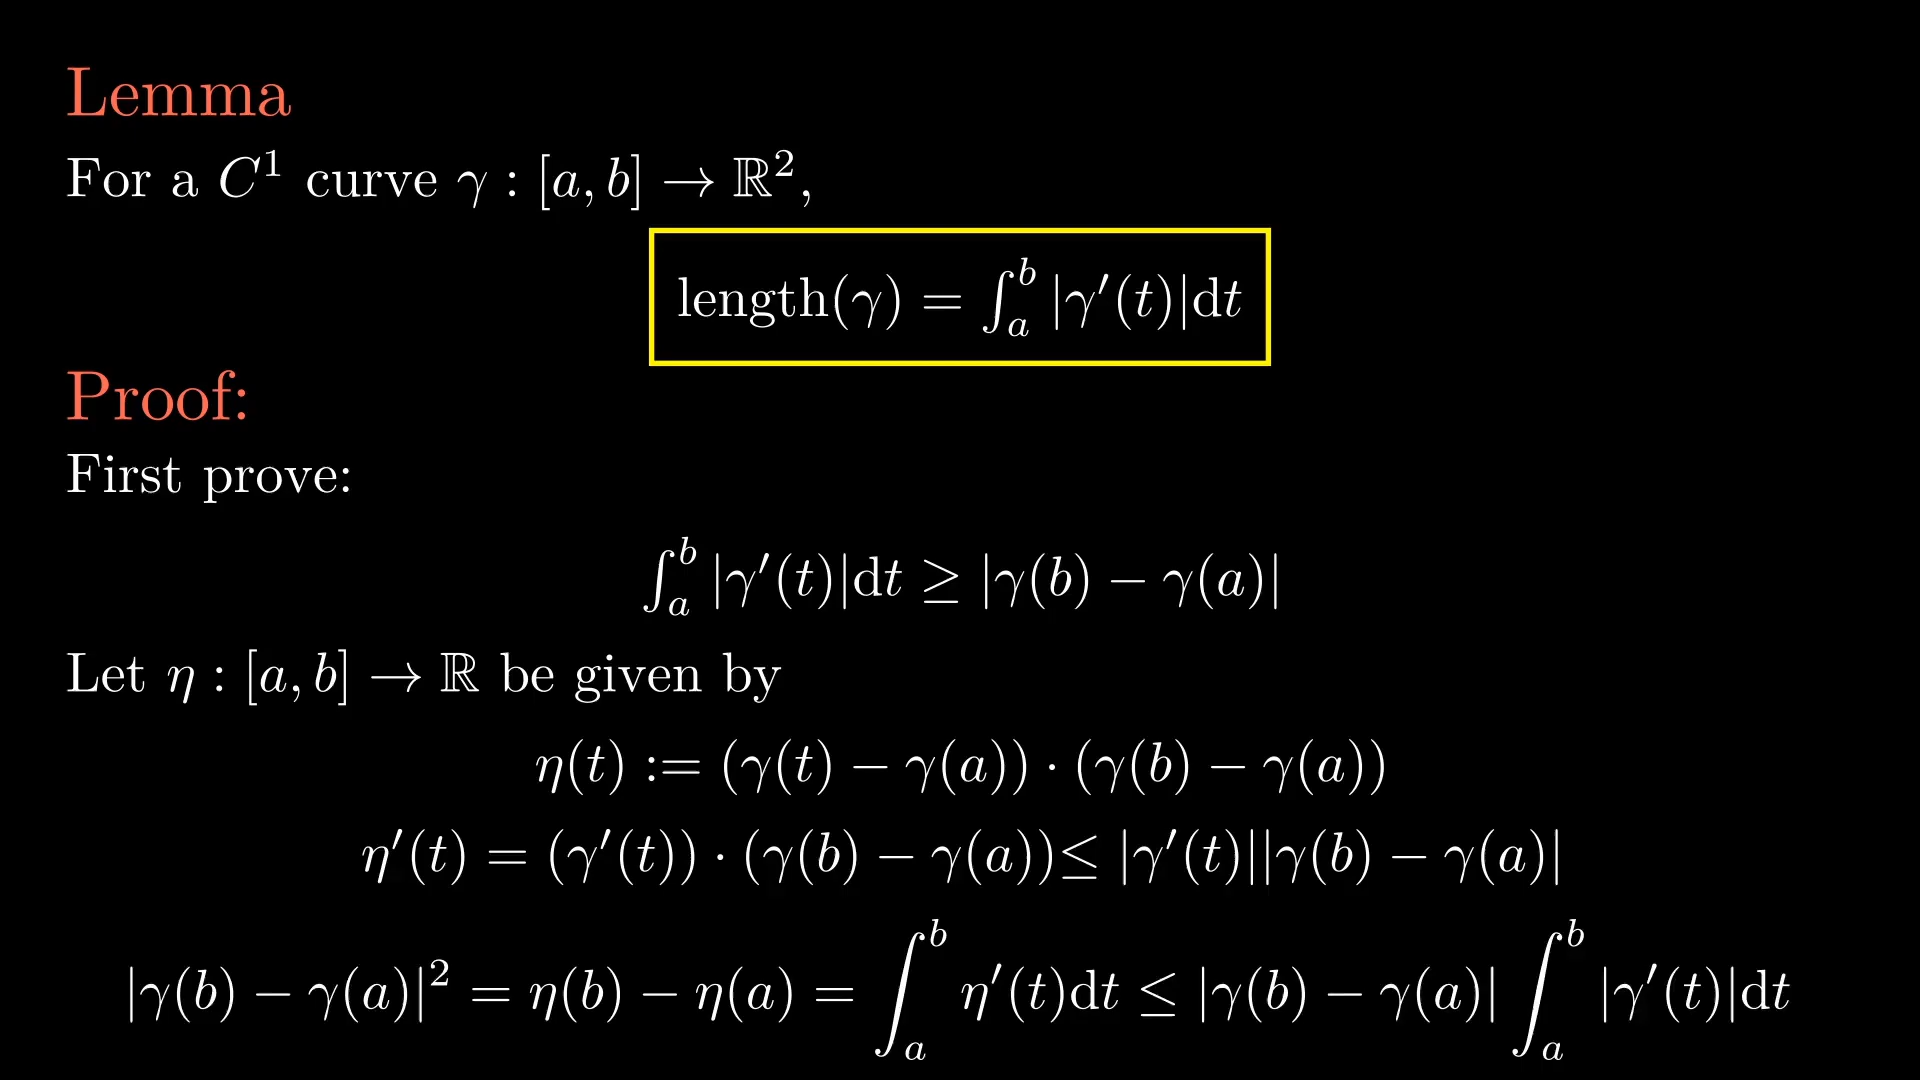 Lemma
For a C¹ curve γ : [a, b] → ℝ²,
length(γ) = ∫ₐᵇ |γ′(t)|dt
Proof:
First prove:
∫ₐᵇ |γ′(t)|dt ≥ |γ(b) − γ(a)|
Let η : [a, b] → ℝ be given by
η(t) := (γ(t) − γ(a)) · (γ(b) − γ(a))
η′(t) = (γ′(t)) · (γ(b) − γ(a)) ≤ |γ′(t)||γ(b) − γ(a)|
|γ(b) − γ(a)|² = η(b) − η(a) = ∫ₐᵇ η′(t)dt ≤ |γ(b) − γ(a)| ∫ₐᵇ |γ′(t)|dt